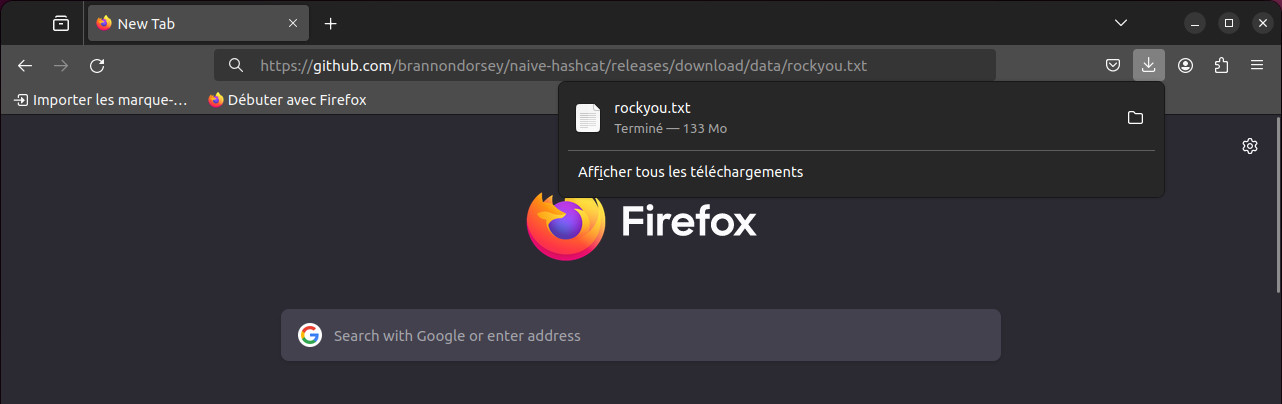 New Tab
https://github.com/brannondorsey/naive-hashcat/releases/download/data/rockyou.txt
Importer les marque-…
Débuter avec Firefox
rockyou.txt
Terminé — 133 Mo
Afficher tous les téléchargements
Firefox
Search with Google or enter address